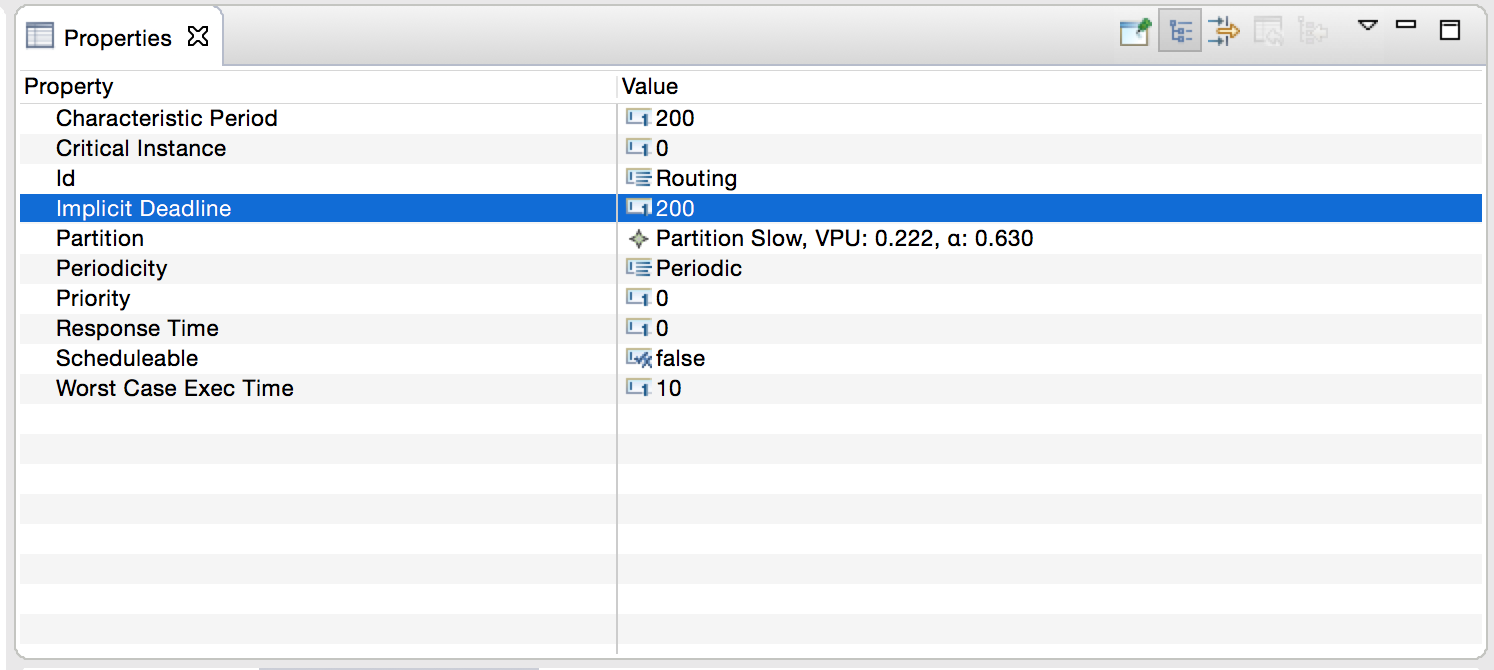 Properties
Property Value
Characteristic Period 200
Critical Instance 0
Id Routing
Implicit Deadline 200
Partition Partition Slow, VPU: 0.222, α: 0.630
Periodicity Periodic
Priority 0
Response Time 0
Scheduleable false
Worst Case Exec Time 10